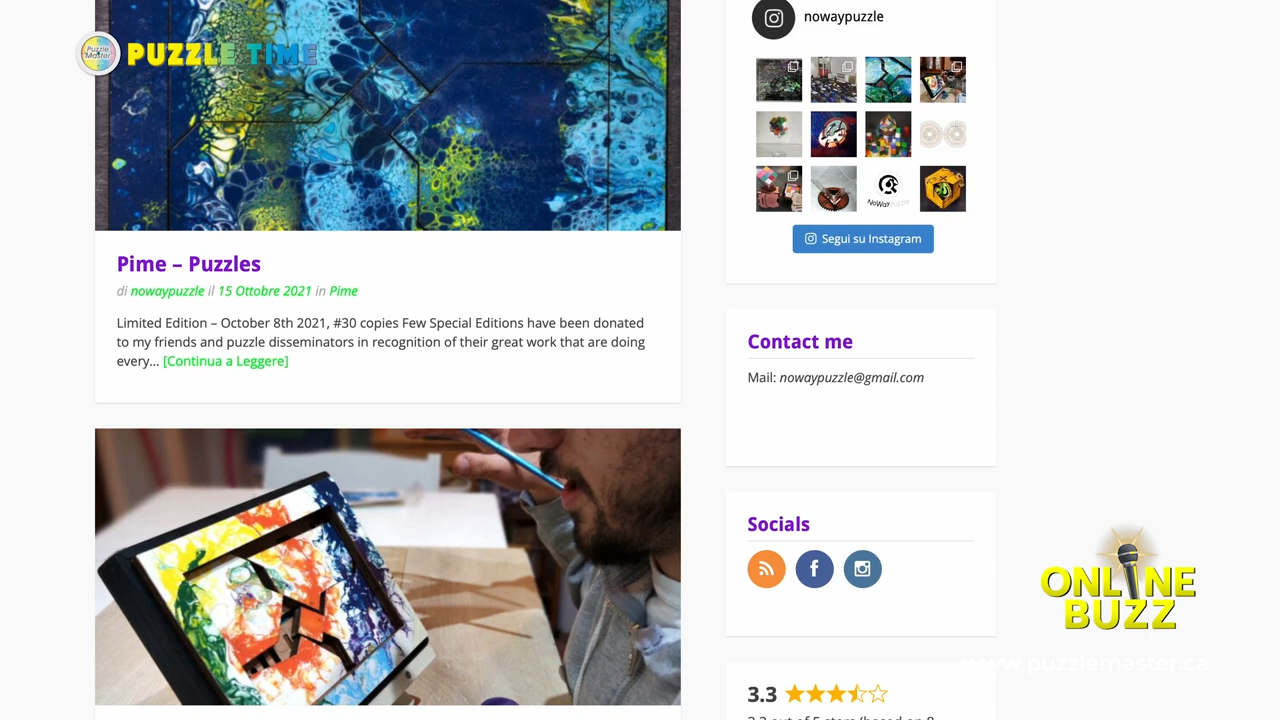 Puzzle
Master
PUZZLE TIME
Pime – Puzzles
di nowaypuzzle il 15 Ottobre 2021 in Pime
Limited Edition – October 8th 2021, #30 copies Few Special Editions have been donated
to my friends and puzzle disseminators in recognition of their great work that are doing
every... [Continua a Leggere]
nowaypuzzle
NoWay puzzle
Segui su Instagram
Contact me
Mail: nowaypuzzle@gmail.com
Socials
ONLINE
BUZZ
www.puzzlemaster.ca
3.3